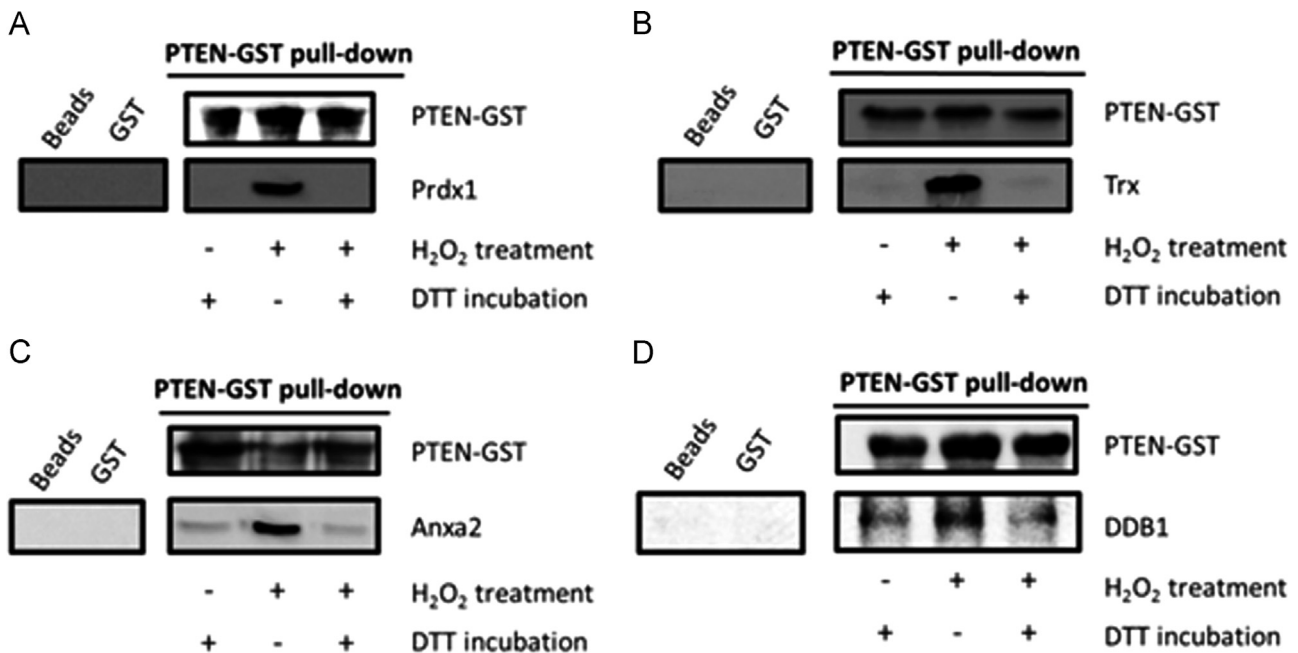 A
PTEN-GST pull-down
Beads
GST
PTEN-GST
Prdx1
- + + H₂O₂ treatment
+ - + DTT incubation
B
PTEN-GST pull-down
Beads
GST
PTEN-GST
Trx
- + + H₂O₂ treatment
+ - + DTT incubation
C
PTEN-GST pull-down
Beads
GST
PTEN-GST
Anxa2
- + + H₂O₂ treatment
+ - + DTT incubation
D
PTEN-GST pull-down
Beads
GST
PTEN-GST
DDB1
- + + H₂O₂ treatment
+ - + DTT incubation